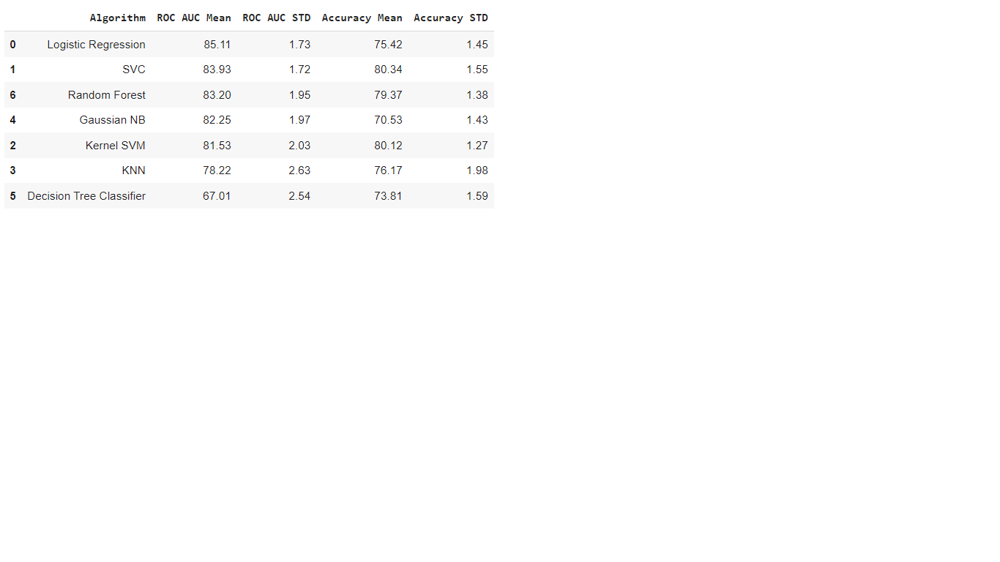 Algorithm ROC AUC Mean ROC AUC STD Accuracy Mean Accuracy STD
0 Logistic Regression 85.11 1.73 75.42 1.45
1 SVC 83.93 1.72 80.34 1.55
6 Random Forest 83.20 1.95 79.37 1.38
4 Gaussian NB 82.25 1.97 70.53 1.43
2 Kernel SVM 81.53 2.03 80.12 1.27
3 KNN 78.22 2.63 76.17 1.98
5 Decision Tree Classifier 67.01 2.54 73.81 1.59